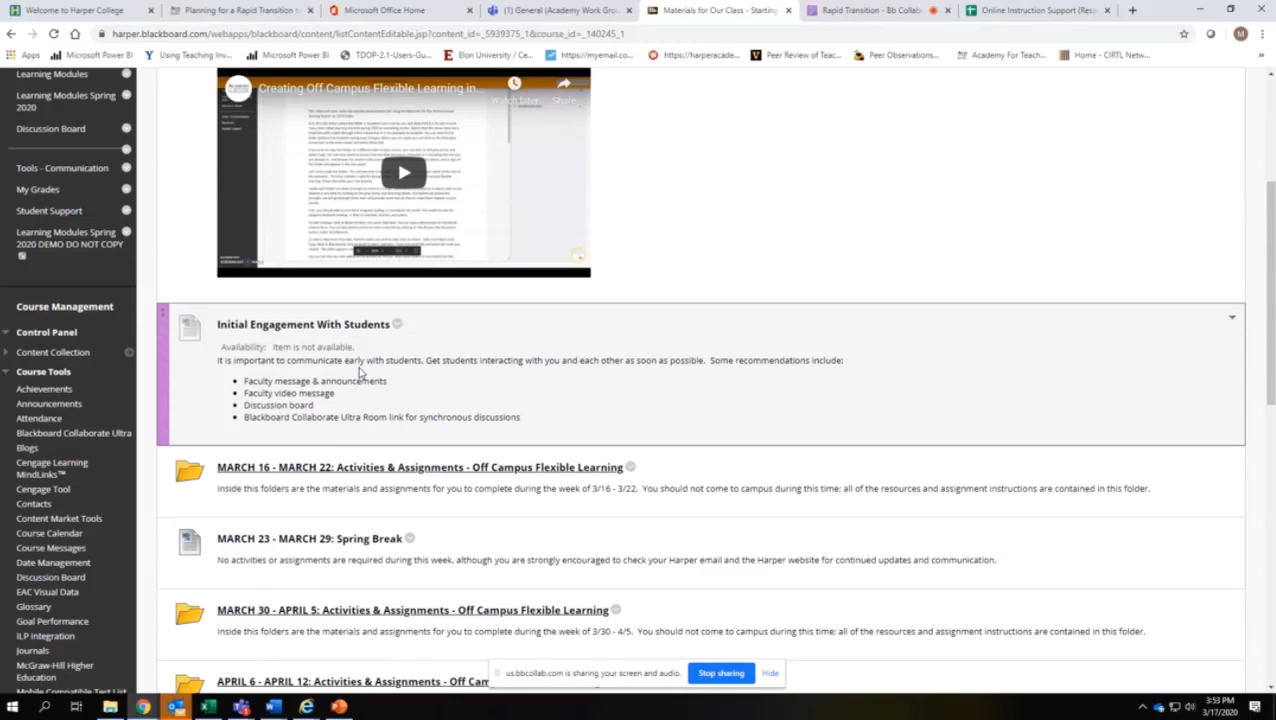 Welcome to Harper College
Planning for a Rapid Transition to
Microsoft Office Home
(1) General (Academy Work Grou
Materials for Our Class - Starting
Rapid Transition - Bb Collab
Online Instruction Support (Resp
harper.blackboard.com/webapps/blackboard/content/listContentEditable.jsp?content_id=_5939375_1&course_id=_140245_1
M
Apps
Microsoft Power BI
Using Teaching Inv...
Microsoft Power BI
TDOP-2.1-Users-Gu...
Elon University / Ce...
https://myemail.co...
https://harperacade...
Peer Review of Teac...
Peer Observations...
Academy For Teach...
Home - CIRTL Netw...
»
Learning Modules
Learning Modules Spring
2020
Discussion Board
Tools - Communication
My Grades
Student Support
Learning Modules Spring
2020 DEMO DO NOT COPY
Course Management
Control Panel
Content Collection
Course Tools
Achievements
Announcements
Attendance
Blackboard Collaborate Ultra
Blogs
Cengage Learning
MindLinks™
Cengage Tool
Contacts
Content Market Tools
Course Calendar
Course Messages
Date Management
Discussion Board
EAC Visual Data
Glossary
Goal Performance
ILP Integration
Journals
McGraw-Hill Higher
Education
Mobile Compatible Test List
Creating Off Campus Flexible Learning in...
Watch later
Share
Initial Engagement With Students
Availability: Item is not available.
It is important to communicate early with students. Get students interacting with you and each other as soon as possible. Some recommendations include:
• Faculty message & announcements
• Faculty video message
• Discussion board
• Blackboard Collaborate Ultra Room link for synchronous discussions
MARCH 16 - MARCH 22: Activities & Assignments - Off Campus Flexible Learning
Inside this folders are the materials and assignments for you to complete during the week of 3/16 - 3/22. You should not come to campus during this time; all of the resources and assignment instructions are contained in this folder.
MARCH 23 - MARCH 29: Spring Break
No activities or assignments are required during this week, although you are strongly encouraged to check your Harper email and the Harper website for continued updates and communication.
MARCH 30 - APRIL 5: Activities & Assignments - Off Campus Flexible Learning
Inside this folders are the materials and assignments for you to complete during the week of 3/30 - 4/5. You should not come to campus during this time; all of the resources and assignment instructions are contained in this folder.
APRIL 6 - APRIL 12: Activities & Assignments - Off Cam
us.bbcollab.com is sharing your screen and audio.
Stop sharing
Hide
3:53 PM
3/17/2020